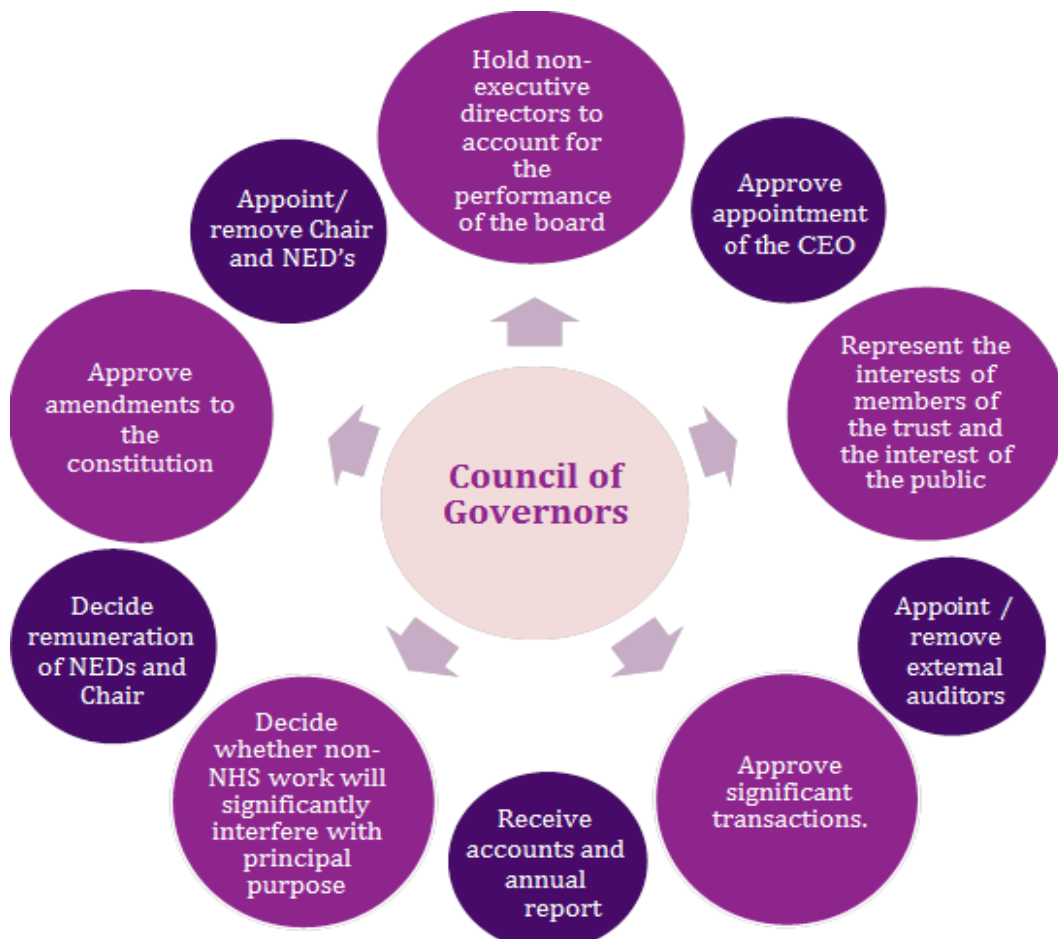 Hold non-
executive
directors to
account for
the
performance
of the board
Approve
appointment
of the CEO
Represent the
interests of
members of
the trust and
the interest of
the public
Appoint /
remove
external
auditors
Approve
significant
transactions.
Receive
accounts and
annual
report
Decide
whether non-
NHS work will
significantly
interfere with
principal
purpose
Decide
remuneration
of NEDs and
Chair
Approve
amendments to
the
constitution
Appoint/
remove Chair
and NED’s
Council of
Governors